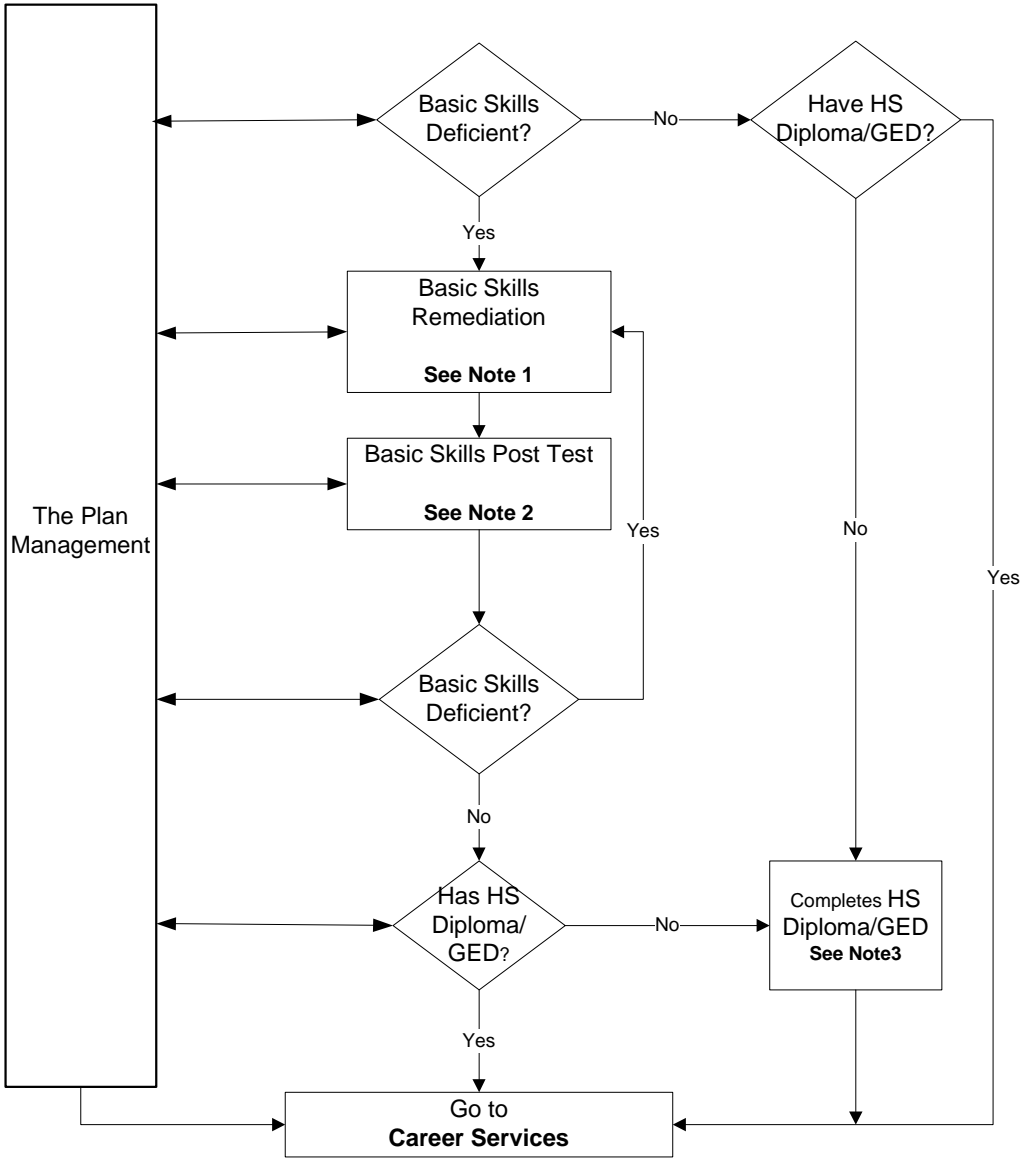 Basic Skills
Deficient?
No
Have HS
Diploma/GED?
Yes
Basic Skills
Remediation
See Note 1
Basic Skills Post Test
See Note 2
The Plan
Management
Yes
No
Yes
Basic Skills
Deficient?
No
Has HS
Diploma/
GED?
No
Completes HS
Diploma/GED
See Note3
Yes
Go to
Career Services